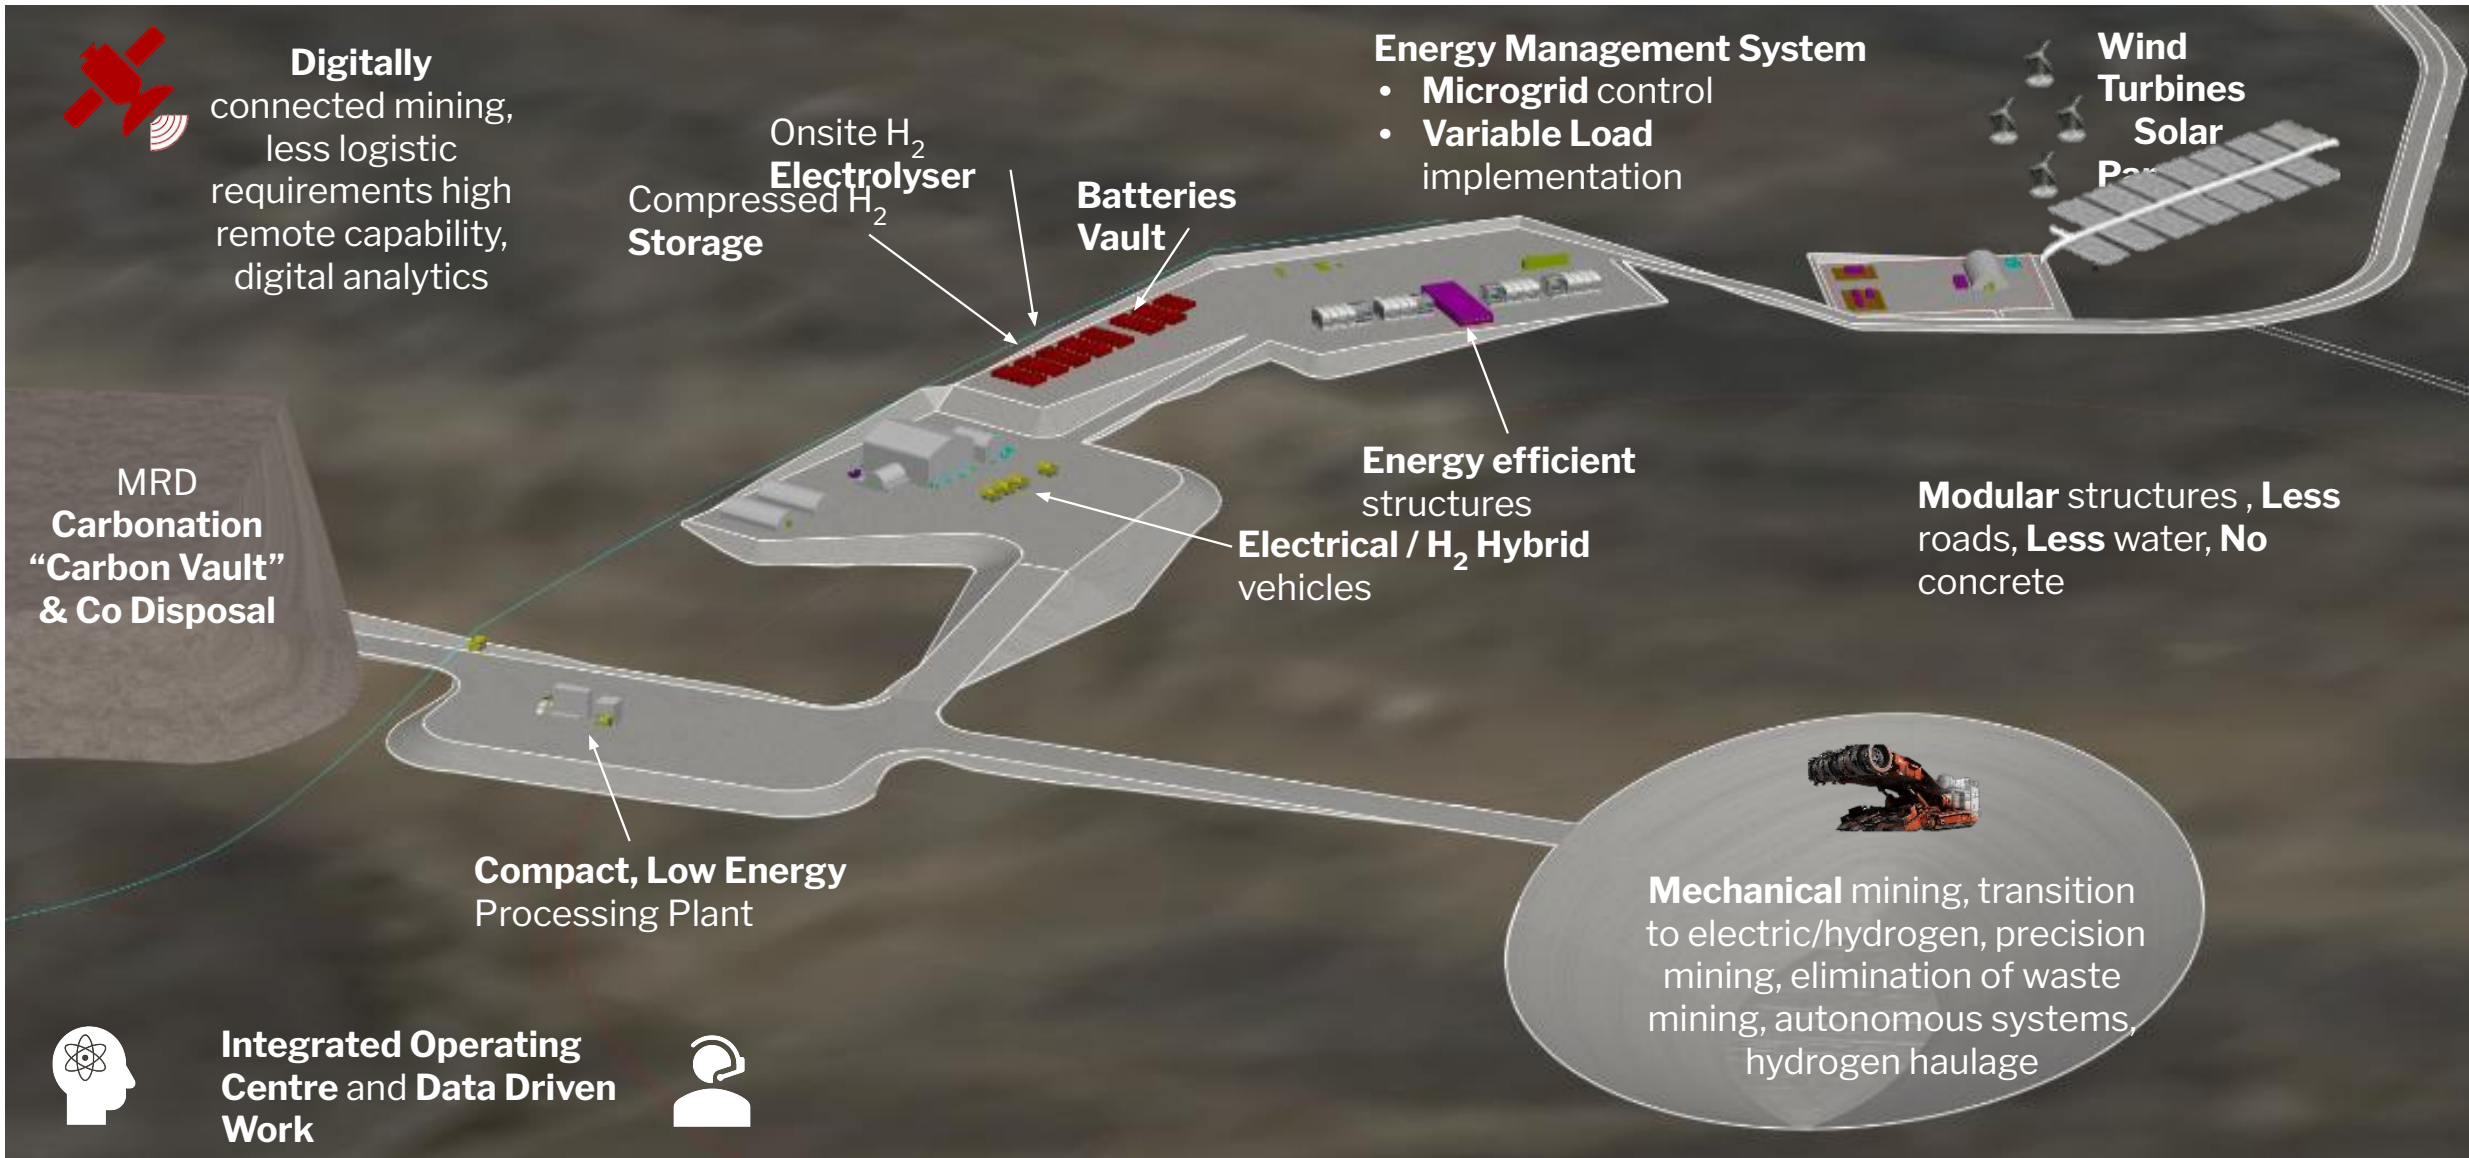 Digitally
connected mining,
less logistic
requirements high
remote capability,
digital analytics
Onsite H₂
Electrolyser
Compressed H₂
Storage
Batteries
Vault
Energy Management System
• Microgrid control
• Variable Load
implementation
Wind
Turbines
Solar
MRD
Carbonation
“Carbon Vault”
& Co Disposal
Energy efficient
structures
Electrical / H₂ Hybrid
vehicles
Modular structures , Less
roads, Less water, No
concrete
Compact, Low Energy
Processing Plant
Mechanical mining, transition
to electric/hydrogen, precision
mining, elimination of waste
mining, autonomous systems,
hydrogen haulage
Integrated Operating
Centre and Data Driven
Work